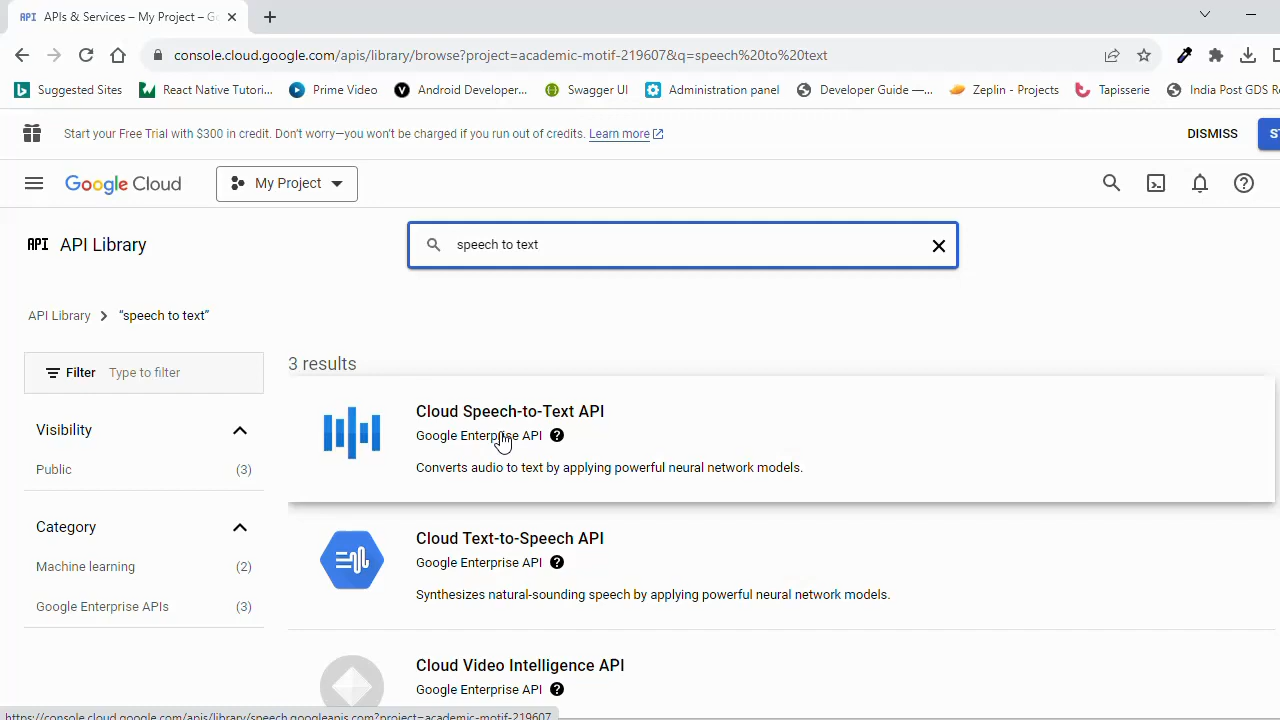 API APIs & Services – My Project – G
console.cloud.google.com/apis/library/browse?project=academic-motif-219607&q=speech%20to%20text
Suggested Sites React Native Tutori... Prime Video Android Developer... Swagger UI Administration panel Developer Guide —... Zeplin - Projects Tapisserie India Post GDS Re
Start your Free Trial with $300 in credit. Don't worry—you won't be charged if you run out of credits. Learn more DISMISS ST
Google Cloud My Project
API API Library speech to text
API Library > "speech to text"
Filter Type to filter
3 results
Visibility
Public (3)
Category
Machine learning (2)
Google Enterprise APIs (3)
Cloud Speech-to-Text API
Google Enterprise API
Converts audio to text by applying powerful neural network models.
Cloud Text-to-Speech API
Google Enterprise API
Synthesizes natural-sounding speech by applying powerful neural network models.
Cloud Video Intelligence API
Google Enterprise API
https://console.cloud.google.com/apis/library/speech.googleapis.com?project=academic-motif-219607